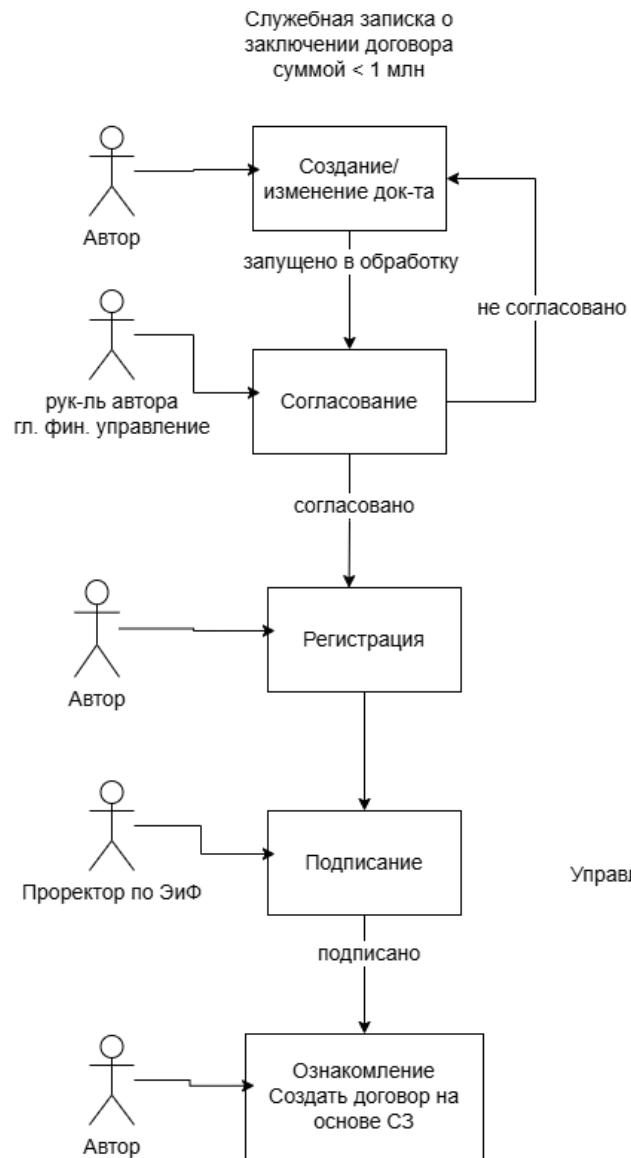 Служебная записка о
заключении договора
суммой < 1 млн
Создание/
изменение док-та
Автор
запущено в обработку
не согласовано
рук-ль автора
гл. фин. управление
Согласование
согласовано
Регистрация
Автор
Подписание
Проректор по ЭиФ
подписано
Ознакомление
Создать договор на
основе СЗ
Автор